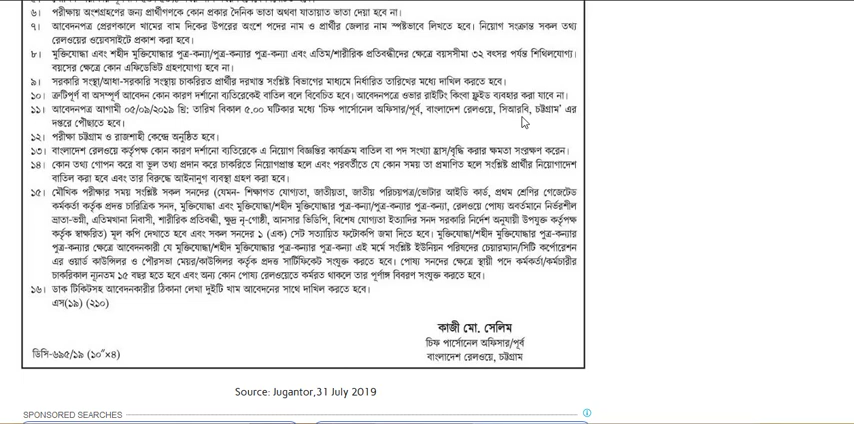 ৬। পরীক্ষায় অংশগ্রহণের জন্য প্রার্থীগণকে কোন প্রকার দৈনিক ভাতা অথবা যাতায়াত ভাতা দেয়া হবে না।
৭। আবেদনপত্র প্রেরণকালে খামের বাম দিকের উপরের অংশে পদের নাম ও প্রার্থীর জেলার নাম স্পষ্টভাবে লিখতে হবে। নিয়োগ সংক্রান্ত সকল তথ্য
রেলওয়ের ওয়েবসাইটে প্রকাশ করা হবে।
৮। মুক্তিযোদ্ধা এবং শহীদ মুক্তিযোদ্ধার পুত্র-কন্যা/পুত্র-কন্যার পুত্র-কন্যা এবং এতিম/শারীরিক প্রতিবন্ধীদের ক্ষেত্রে বয়সসীমা ৩২ বৎসর পর্যন্ত শিথিলযোগ্য।
বয়সের ক্ষেত্রে কোন এফিডেভিট গ্রহণযোগ্য হবে না।
৯। সরকারি সংস্থা/আধা-সরকারি সংস্থায় চাকরিরত প্রার্থীর দরখাস্ত সংশ্লিষ্ট বিভাগের মাধ্যমে নির্ধারিত তারিখের মধ্যে দাখিল করতে হবে।
১০। ত্রুটিপূর্ণ বা অসম্পূর্ণ আবেদন কোন কারণ দর্শানো ব্যতিরেকেই বাতিল বলে বিবেচিত হবে। আবেদনপত্রে ওভার রাইটিং কিংবা ফ্লুইড ব্যবহার করা যাবে না।
১১। আবেদনপত্র আগামী ০৫/০৯/২০১৯ খ্রি: তারিখ বিকাল ৫.০০ ঘটিকার মধ্যে 'চিফ পার্সোনেল অফিসার/পূর্ব, বাংলাদেশ রেলওয়ে, সিআরবি, চট্টগ্রাম' এর
দপ্তরে পৌঁছাতে হবে।
১২। পরীক্ষা চট্টগ্রাম ও রাজশাহী কেন্দ্রে অনুষ্ঠিত হবে।
১৩। বাংলাদেশ রেলওয়ে কর্তৃপক্ষ কোন কারণ দর্শানো ব্যতিরেকে এ নিয়োগ বিজ্ঞপ্তির কার্যক্রম বাতিল বা পদ সংখ্যা হ্রাস/বৃদ্ধি করার ক্ষমতা সংরক্ষণ করেন।
১৪। কোন তথ্য গোপন করে বা ভুল তথ্য প্রদান করে চাকরিতে নিয়োগপ্রাপ্ত হলে এবং পরবর্তীতে যে কোন সময় তা প্রমাণিত হলে সংশ্লিষ্ট প্রার্থীর নিয়োগাদেশ
বাতিল করা হবে এবং তার বিরুদ্ধে আইনানুগ ব্যবস্থা গ্রহণ করা হবে।
১৫। মৌখিক পরীক্ষার সময় সংশ্লিষ্ট সকল সনদের (যেমন- শিক্ষাগত যোগ্যতা, জাতীয়তা, জাতীয় পরিচয়পত্র/ভোটার আইডি কার্ড, প্রথম শ্রেণির গেজেটেড
কর্মকর্তা কর্তৃক প্রদত্ত চারিত্রিক সনদ, মুক্তিযোদ্ধা এবং শহীদ মুক্তিযোদ্ধার পুত্র-কন্যা/পুত্র-কন্যার পুত্র-কন্যা, রেলওয়ে পোষ্য অবর্তমানে নির্ভরশীল
ভ্রাতা-ভগ্নী, এতিমখানা নিবাসী, শারীরিক প্রতিবন্ধী, ক্ষুদ্র নৃ-গোষ্ঠী, আনসার ভিডিপি, বিশেষ যোগ্যতা ইত্যাদির সনদ সরকারি নির্দেশ অনুযায়ী উপযুক্ত কর্তৃপক্ষ
কর্তৃক স্বাক্ষরিত) মূল কপি দেখাতে হবে এবং সকল সনদের ১ (এক) সেট সত্যায়িত ফটোকপি জমা দিতে হবে। মুক্তিযোদ্ধা/শহীদ মুক্তিযোদ্ধার পুত্র-কন্যার
পুত্র-কন্যার ক্ষেত্রে আবেদনকারী যে মুক্তিযোদ্ধা/শহীদ মুক্তিযোদ্ধার পুত্র-কন্যার পুত্র-কন্যা এই মর্মে সংশ্লিষ্ট ইউনিয়ন পরিষদের চেয়ারম্যান/সিটি কর্পোরেশন
এর ওয়ার্ড কাউন্সিলর ও পৌরসভা মেয়র/কাউন্সিলর কর্তৃক প্রদত্ত সার্টিফিকেট সংযুক্ত করতে হবে। পোষ্য সনদের ক্ষেত্রে স্থায়ী পদে কর্মকর্তা/কর্মচারীর
চাকরিকাল ন্যূনতম ১৫ বছর হতে হবে এবং অন্য কোন পোষ্য রেলওয়েতে কর্মরত থাকলে তার পূর্ণাঙ্গ বিবরণ সংযুক্ত করতে হবে।
১৬। ডাক টিকিটসহ আবেদনকারীর ঠিকানা লেখা দুইটি খাম আবেদনের সাথে দাখিল করতে হবে।
এস(১৯) (২১০)
কাজী মো. সেলিম
চিফ পার্সোনেল অফিসার/পূর্ব
বাংলাদেশ রেলওয়ে, চট্টগ্রাম
ডিসি-৬৯৫/১৯ (১০"×৪)
Source: Jugantor,31 July 2019
SPONSORED SEARCHES